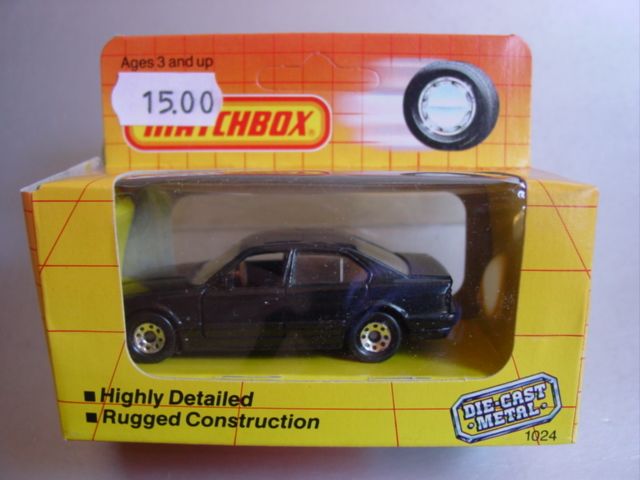 Ages 3 and up
15.00
MATCHBOX
Highly Detailed
Rugged Construction
DIE-CAST
METAL
1024